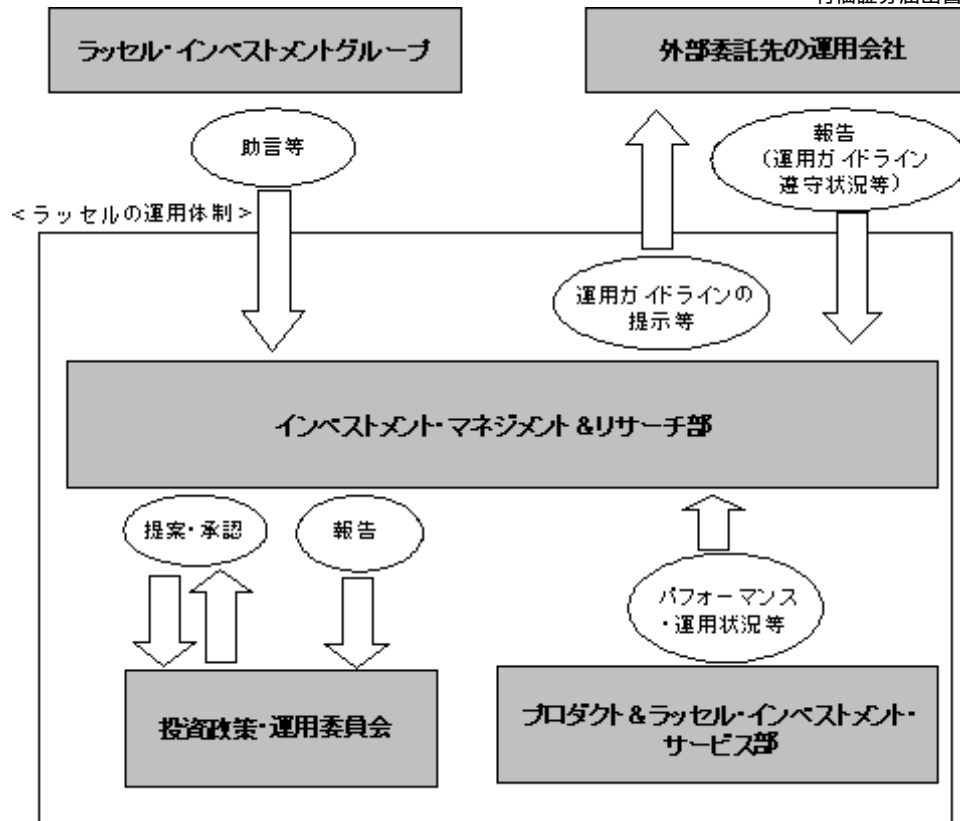 ラッセル・インベストメントグループ
外部委託先の運用会社
助言等
報告
(運用ガイドライン
遵守状況等)
<ラッセルの運用体制>
運用ガイドラインの
提示等
インベストメント・マネジメント&リサーチ部
提案・承認
報告
パフォーマンス
・運用状況等
投資政策・運用委員会
プロダクト&ラッセル・インベストメント・
サービス部